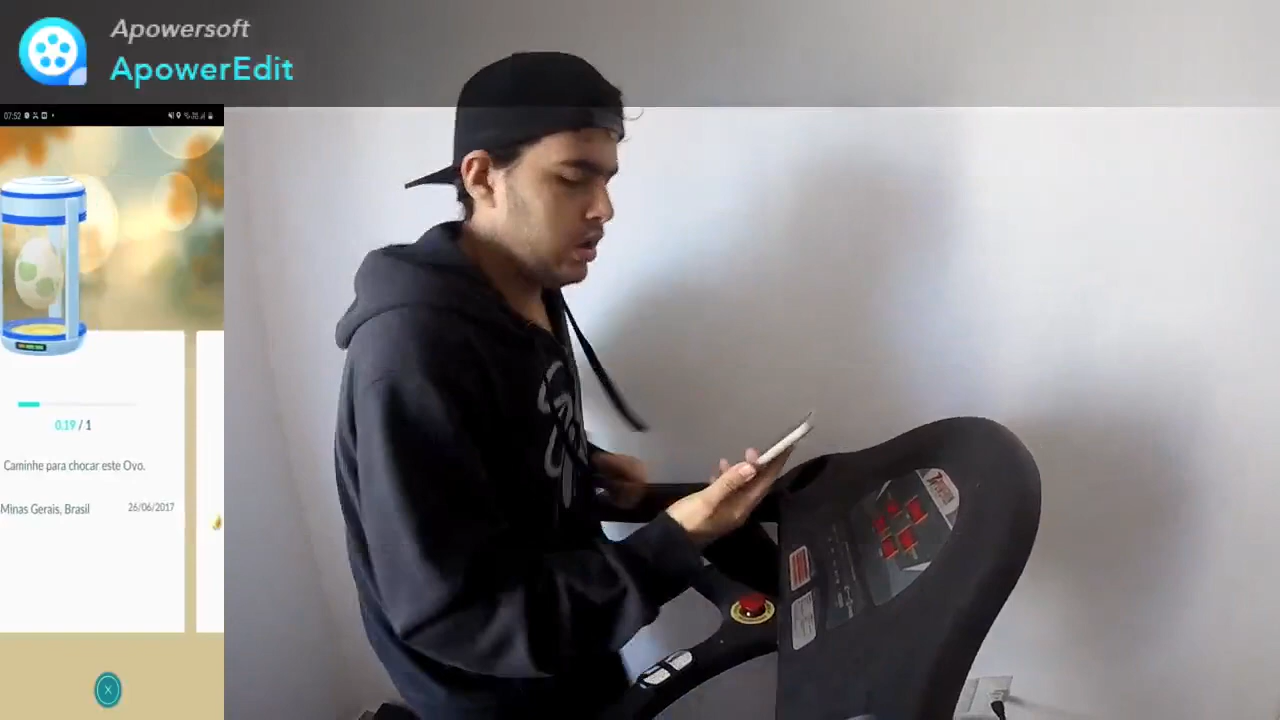 Apowersoft
ApowerEdit
07:52
0.19 / 1
Caminhe para chocar este Ovo.
Minas Gerais, Brasil
26/06/2017
X